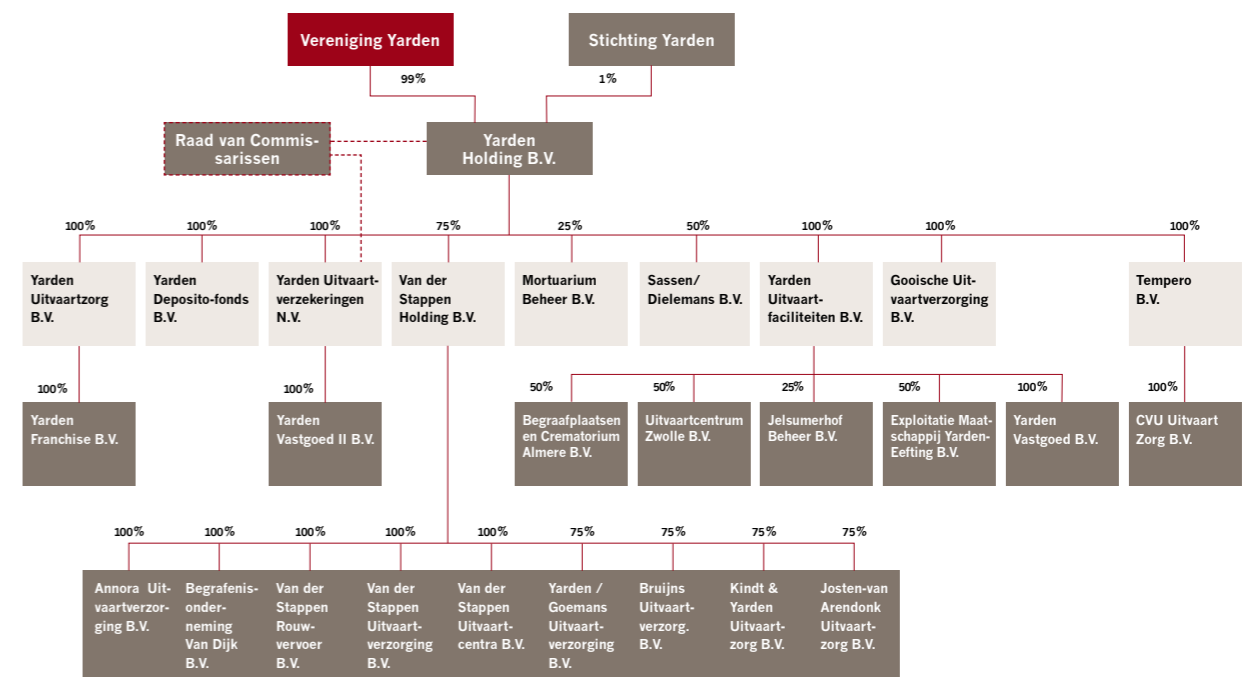 Vereniging Yarden
Stichting Yarden
99%
1%
Raad van Commis-
sarissen
Yarden
Holding B.V.
100%
100%
100%
75%
25%
50%
100%
100%
100%
Yarden
Uitvaartzorg
B.V.
Yarden
Deposito-fonds
B.V.
Yarden Uitvaart-
verzekeringen
N.V.
Van der
Stappen
Holding B.V.
Mortuarium
Beheer B.V.
Sassen/
Dielemans B.V.
Yarden
Uitvaart-
faciliteiten B.V.
Gooische Uit-
vaartverzorging
B.V.
Tempero
B.V.
100%
100%
50%
50%
25%
50%
100%
100%
Yarden
Franchise B.V.
Yarden
Vastgoed II B.V.
Begraafplaatsen
en Crematorium
Almere B.V.
Uitvaartcentrum
Zwolle B.V.
Jelsumerhof
Beheer B.V.
Exploitatie Maat-
schappij Yarden-
Eefting B.V.
Yarden
Vastgoed B.V.
CVU Uitvaart
Zorg B.V.
100%
100%
100%
100%
100%
75%
75%
75%
75%
Annora Uit-
vaartverzor-
ging B.V.
Begrafenis-
onder-
neming
Van Dijk
B.V.
Van der
Stappen
Rouw-
vervoer
B.V.
Van der
Stappen
Uitvaart-
verzorging
B.V.
Van der
Stappen
Uitvaart-
centra B.V.
Yarden /
Goemans
Uitvaart-
verzorging
B.V.
Bruijns
Uitvaart-
verzorg.
B.V.
Kindt &
Yarden
Uitvaart-
zorg B.V.
Josten-van
Arendonk
Uitvaart-
zorg B.V.